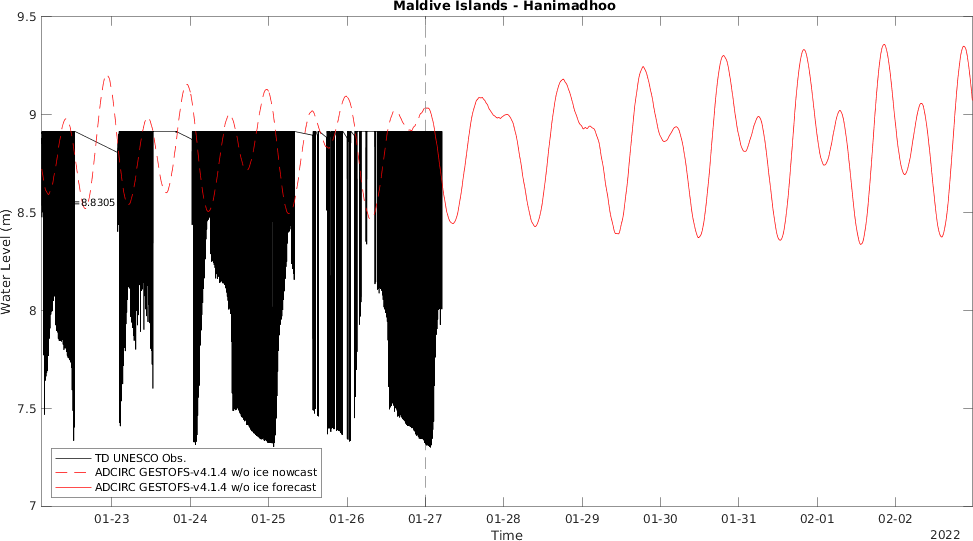 Maldive Islands - Hanimadhoo
9.5
9
8.5
8
7.5
7
Water Level (m)
=8.8305
TD UNESCO Obs.
ADCIRC GESTOFS-v4.1.4 w/o ice nowcast
ADCIRC GESTOFS-v4.1.4 w/o ice forecast
01-23 01-24 01-25 01-26 01-27 01-28 01-29 01-30 01-31 02-01 02-02
Time
2022